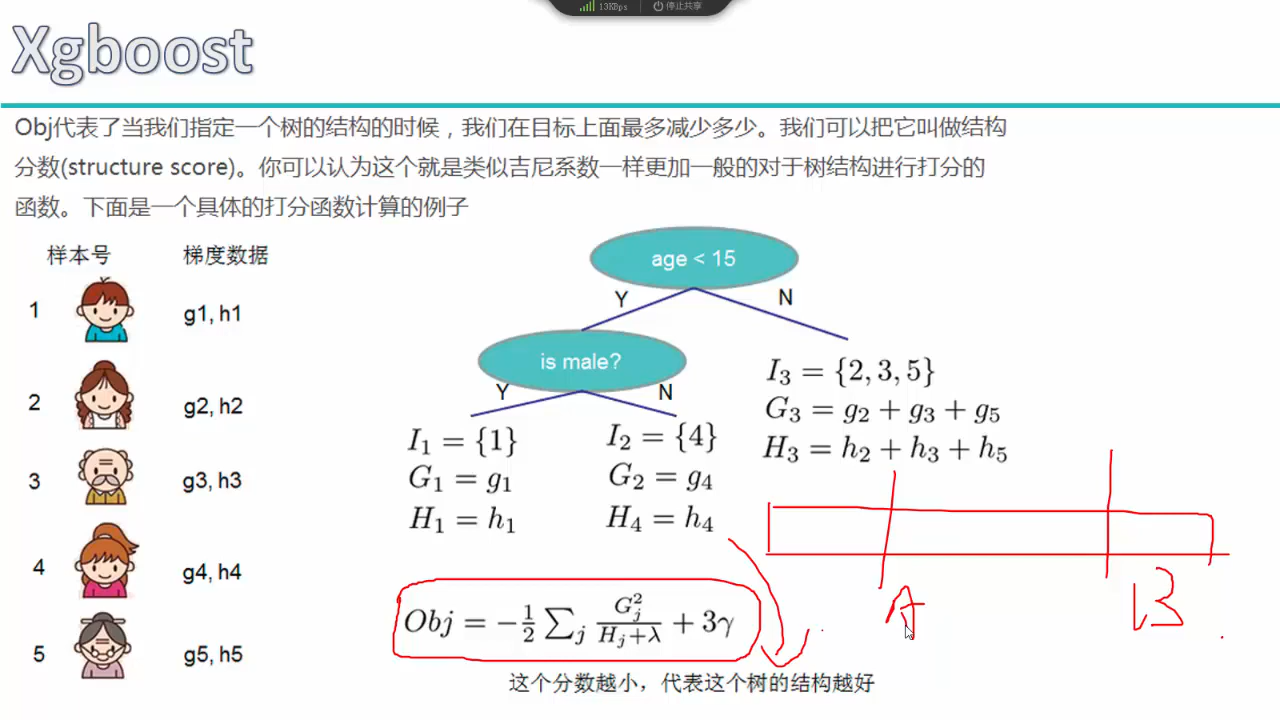 13KBps 停止共享
Xgboost
Obj代表了当我们指定一个树的结构的时候，我们在目标上面最多减少多少。我们可以把它叫做结构
分数(structure score)。你可以认为这个就是类似吉尼系数一样更加一般的对于树结构进行打分的
函数。下面是一个具体的打分函数计算的例子
样本号 梯度数据
1 g1, h1
2 g2, h2
3 g3, h3
4 g4, h4
5 g5, h5
age < 15
Y N
is male?
Y N
I₁ = {1}
G₁ = g₁
H₁ = h₁
I₂ = {4}
G₂ = g₄
H₄ = h₄
I₃ = {2, 3, 5}
G₃ = g₂ + g₃ + g₅
H₃ = h₂ + h₃ + h₅
A B
Obj = −½ ∑ⱼ Gⱼ²/(Hⱼ+λ) + 3γ
这个分数越小，代表这个树的结构越好